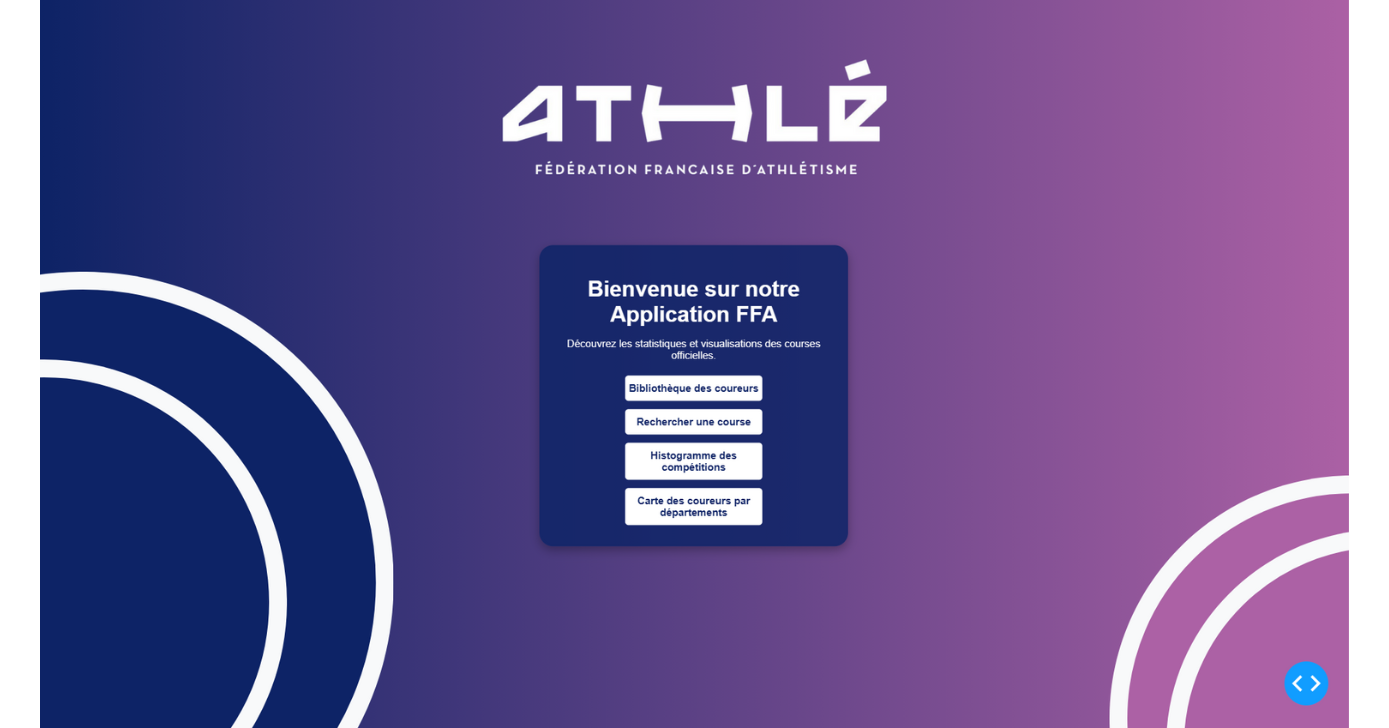 ATHLÉ
FÉDÉRATION FRANCAISE D'ATHLÉTISME
Bienvenue sur notre
Application FFA
Découvrez les statistiques et visualisations des courses
officielles.
Bibliothèque des coureurs
Rechercher une course
Histogramme des
compétitions
Carte des coureurs par
départements